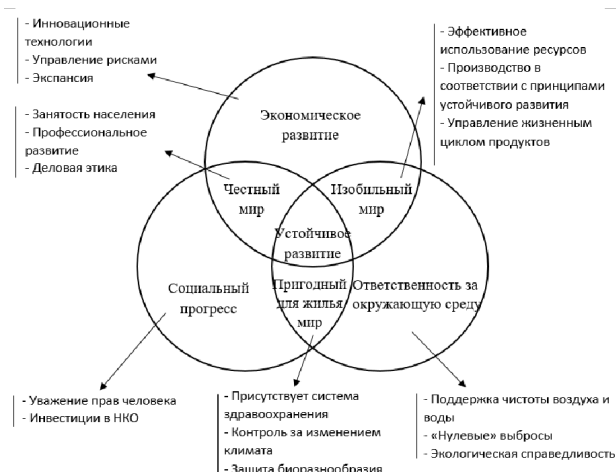 - Инновационные
технологии
- Управление рисками
- Экспансия
- Эффективное
использование ресурсов
- Производство в
соответствии с принципами
устойчивого развития
- Управление жизненным
циклом продуктов
- Занятость населения
- Профессиональное
развитие
- Деловая этика
Экономическое
развитие
Честный
мир
Изобильный
мир
Устойчивое
развитие
Социальный
прогресс
Пригодный
для жилья
мир
Ответственность за
окружающую среду
- Уважение прав человека
- Инвестиции в НКО
- Присутствует система
здравоохранения
- Контроль за изменением
климата
- Защита биоразнообразия
- Поддержка чистоты воздуха и
воды
- «Нулевые» выбросы
- Экологическая справедливость